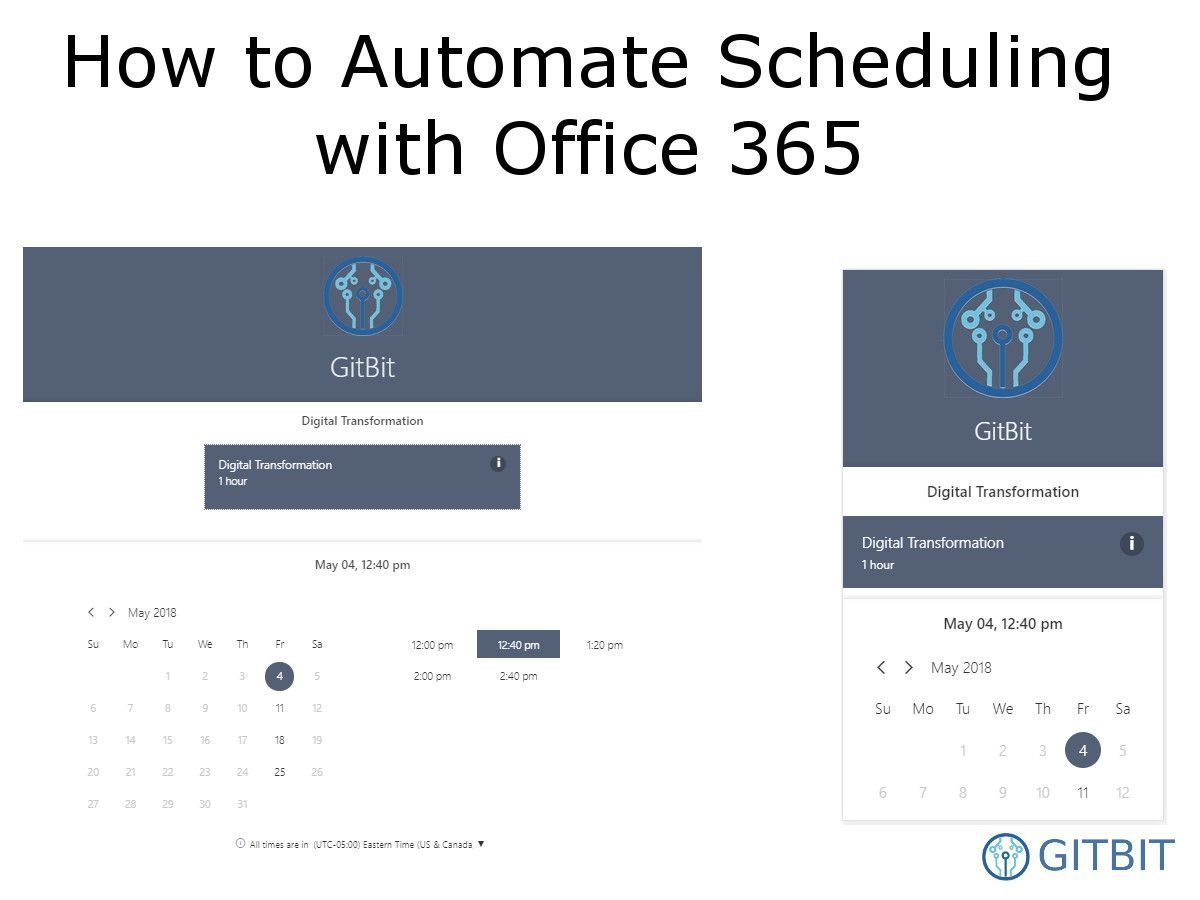 How to Automate Scheduling
with Office 365
GitBit
Digital Transformation
Digital Transformation
1 hour
i
May 04, 12:40 pm
< > May 2018
Su Mo Tu We Th Fr Sa
1 2 3 4 5
6 7 8 9 10 11 12
13 14 15 16 17 18 19
20 21 22 23 24 25 26
27 28 29 30 31
12:00 pm 12:40 pm 1:20 pm
2:00 pm 2:40 pm
All times are in (UTC-05:00) Eastern Time (US & Canada ▼
GitBit
Digital Transformation
Digital Transformation
1 hour
i
May 04, 12:40 pm
< > May 2018
Su Mo Tu We Th Fr Sa
1 2 3 4 5
6 7 8 9 10 11 12
GITBIT